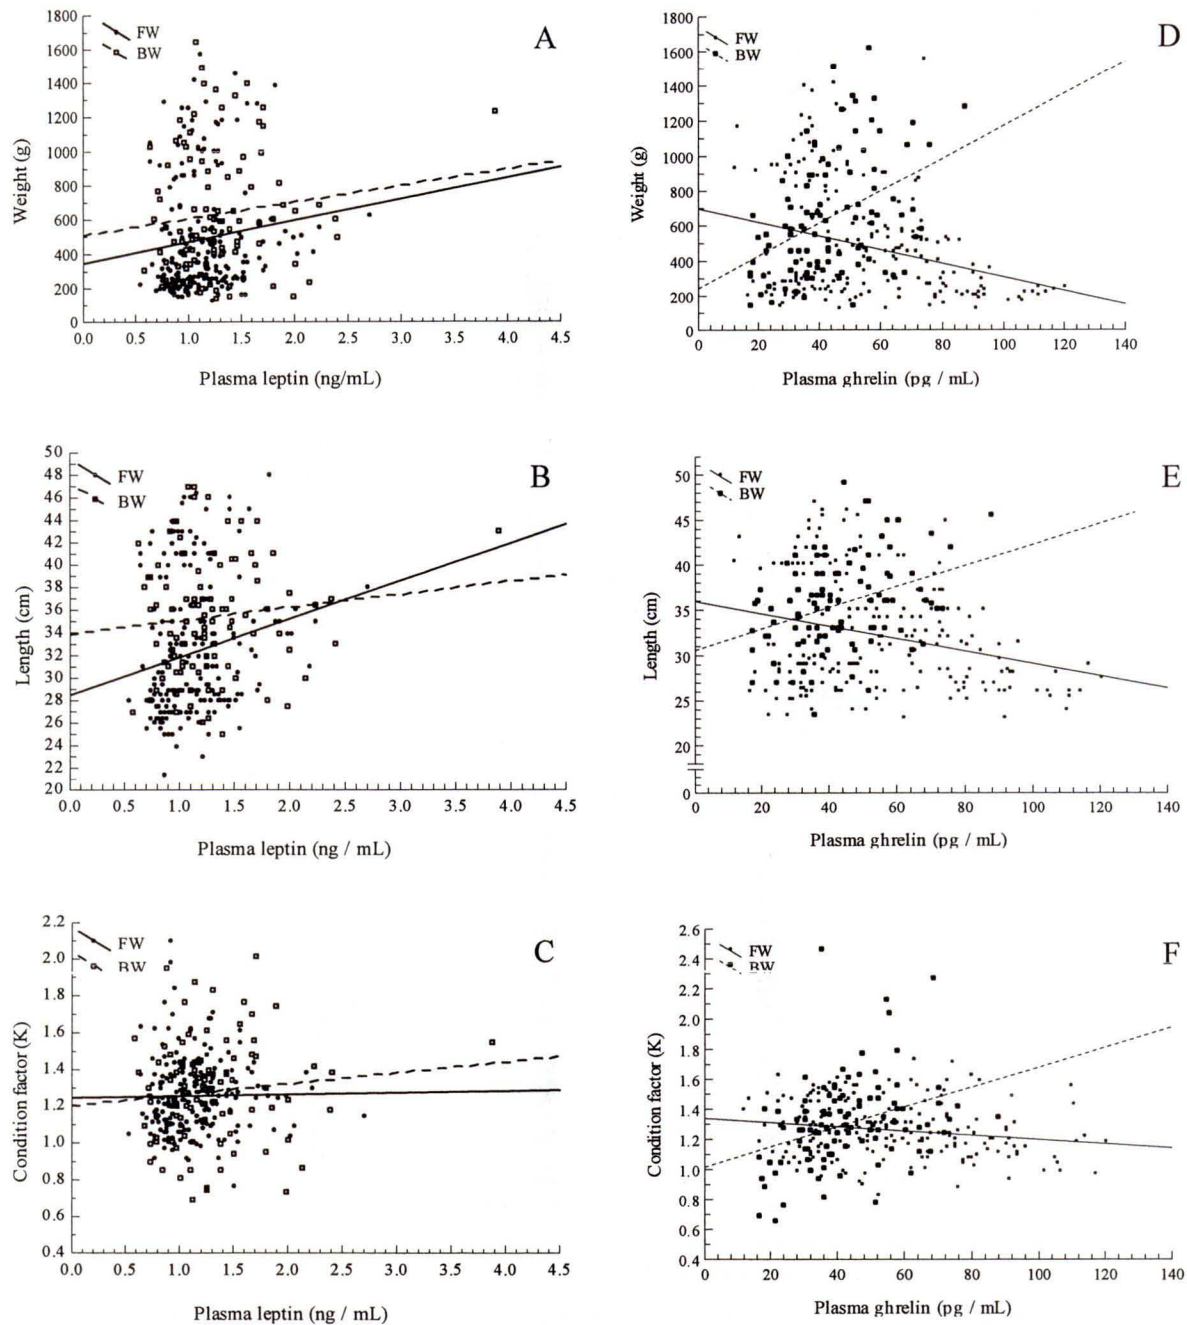 A
FW
BW
1800
1600
1400
1200
1000
800
600
400
200
0
Weight (g)
0.0 0.5 1.0 1.5 2.0 2.5 3.0 3.5 4.0 4.5
Plasma leptin (ng/mL)
D
FW
BW
1800
1600
1400
1200
1000
800
600
400
200
0
Weight (g)
0 20 40 60 80 100 120 140
Plasma ghrelin (pg / mL)
B
FW
BW
50
48
46
44
42
40
38
36
34
32
30
28
26
24
22
20
Length (cm)
0.0 0.5 1.0 1.5 2.0 2.5 3.0 3.5 4.0 4.5
Plasma leptin (ng / mL)
E
FW
BW
50
45
40
35
30
25
20
0
Length (cm)
20 40 60 80 100 120 140
Plasma ghrelin (pg / mL)
C
FW
BW
2.2
2.0
1.8
1.6
1.4
1.2
1.0
0.8
0.6
0.4
Condition factor (K)
0.0 0.5 1.0 1.5 2.0 2.5 3.0 3.5 4.0 4.5
Plasma leptin (ng / mL)
F
FW
BW
2.6
2.4
2.2
2.0
1.8
1.6
1.4
1.2
1.0
0.8
0.6
0.4
Condition factor (K)
0 20 40 60 80 100 120 140
Plasma ghrelin (pg / mL)